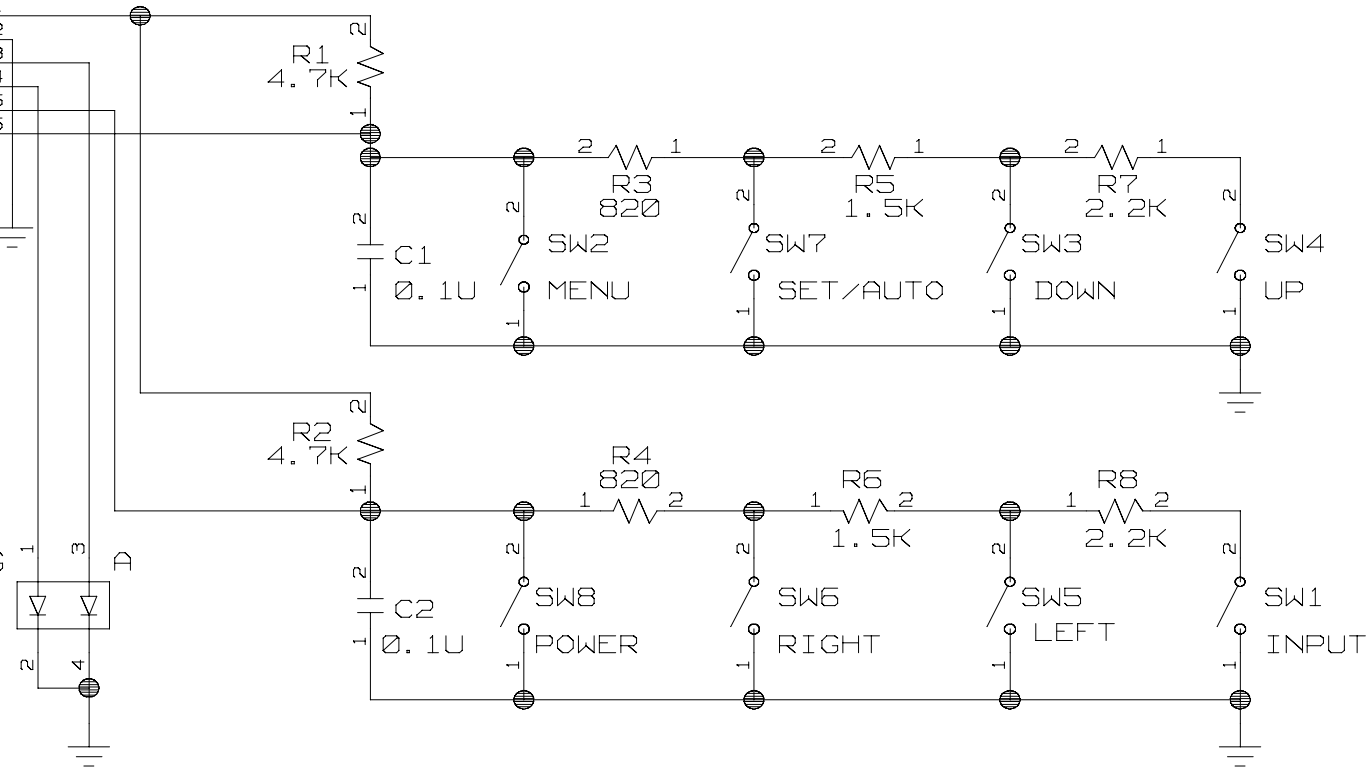 2
R1
4.7K
1
2 1 2 1 2 1
R3 R5 R7
820 1.5K 2.2K
2 2 2 2 2
C1 SW2 SW7 SW3 SW4
0.1U MENU SET/AUTO DOWN UP
1 1 1 1 1
2
R2
4.7K
1
R4 R6 R8
820
1 2 1 2 1 2
1.5K 2.2K
1 3 A
2 2 2 2 2
C2 SW8 SW6 SW5 SW1
0.1U POWER RIGHT LEFT INPUT
1 1 1 1 1
2 4